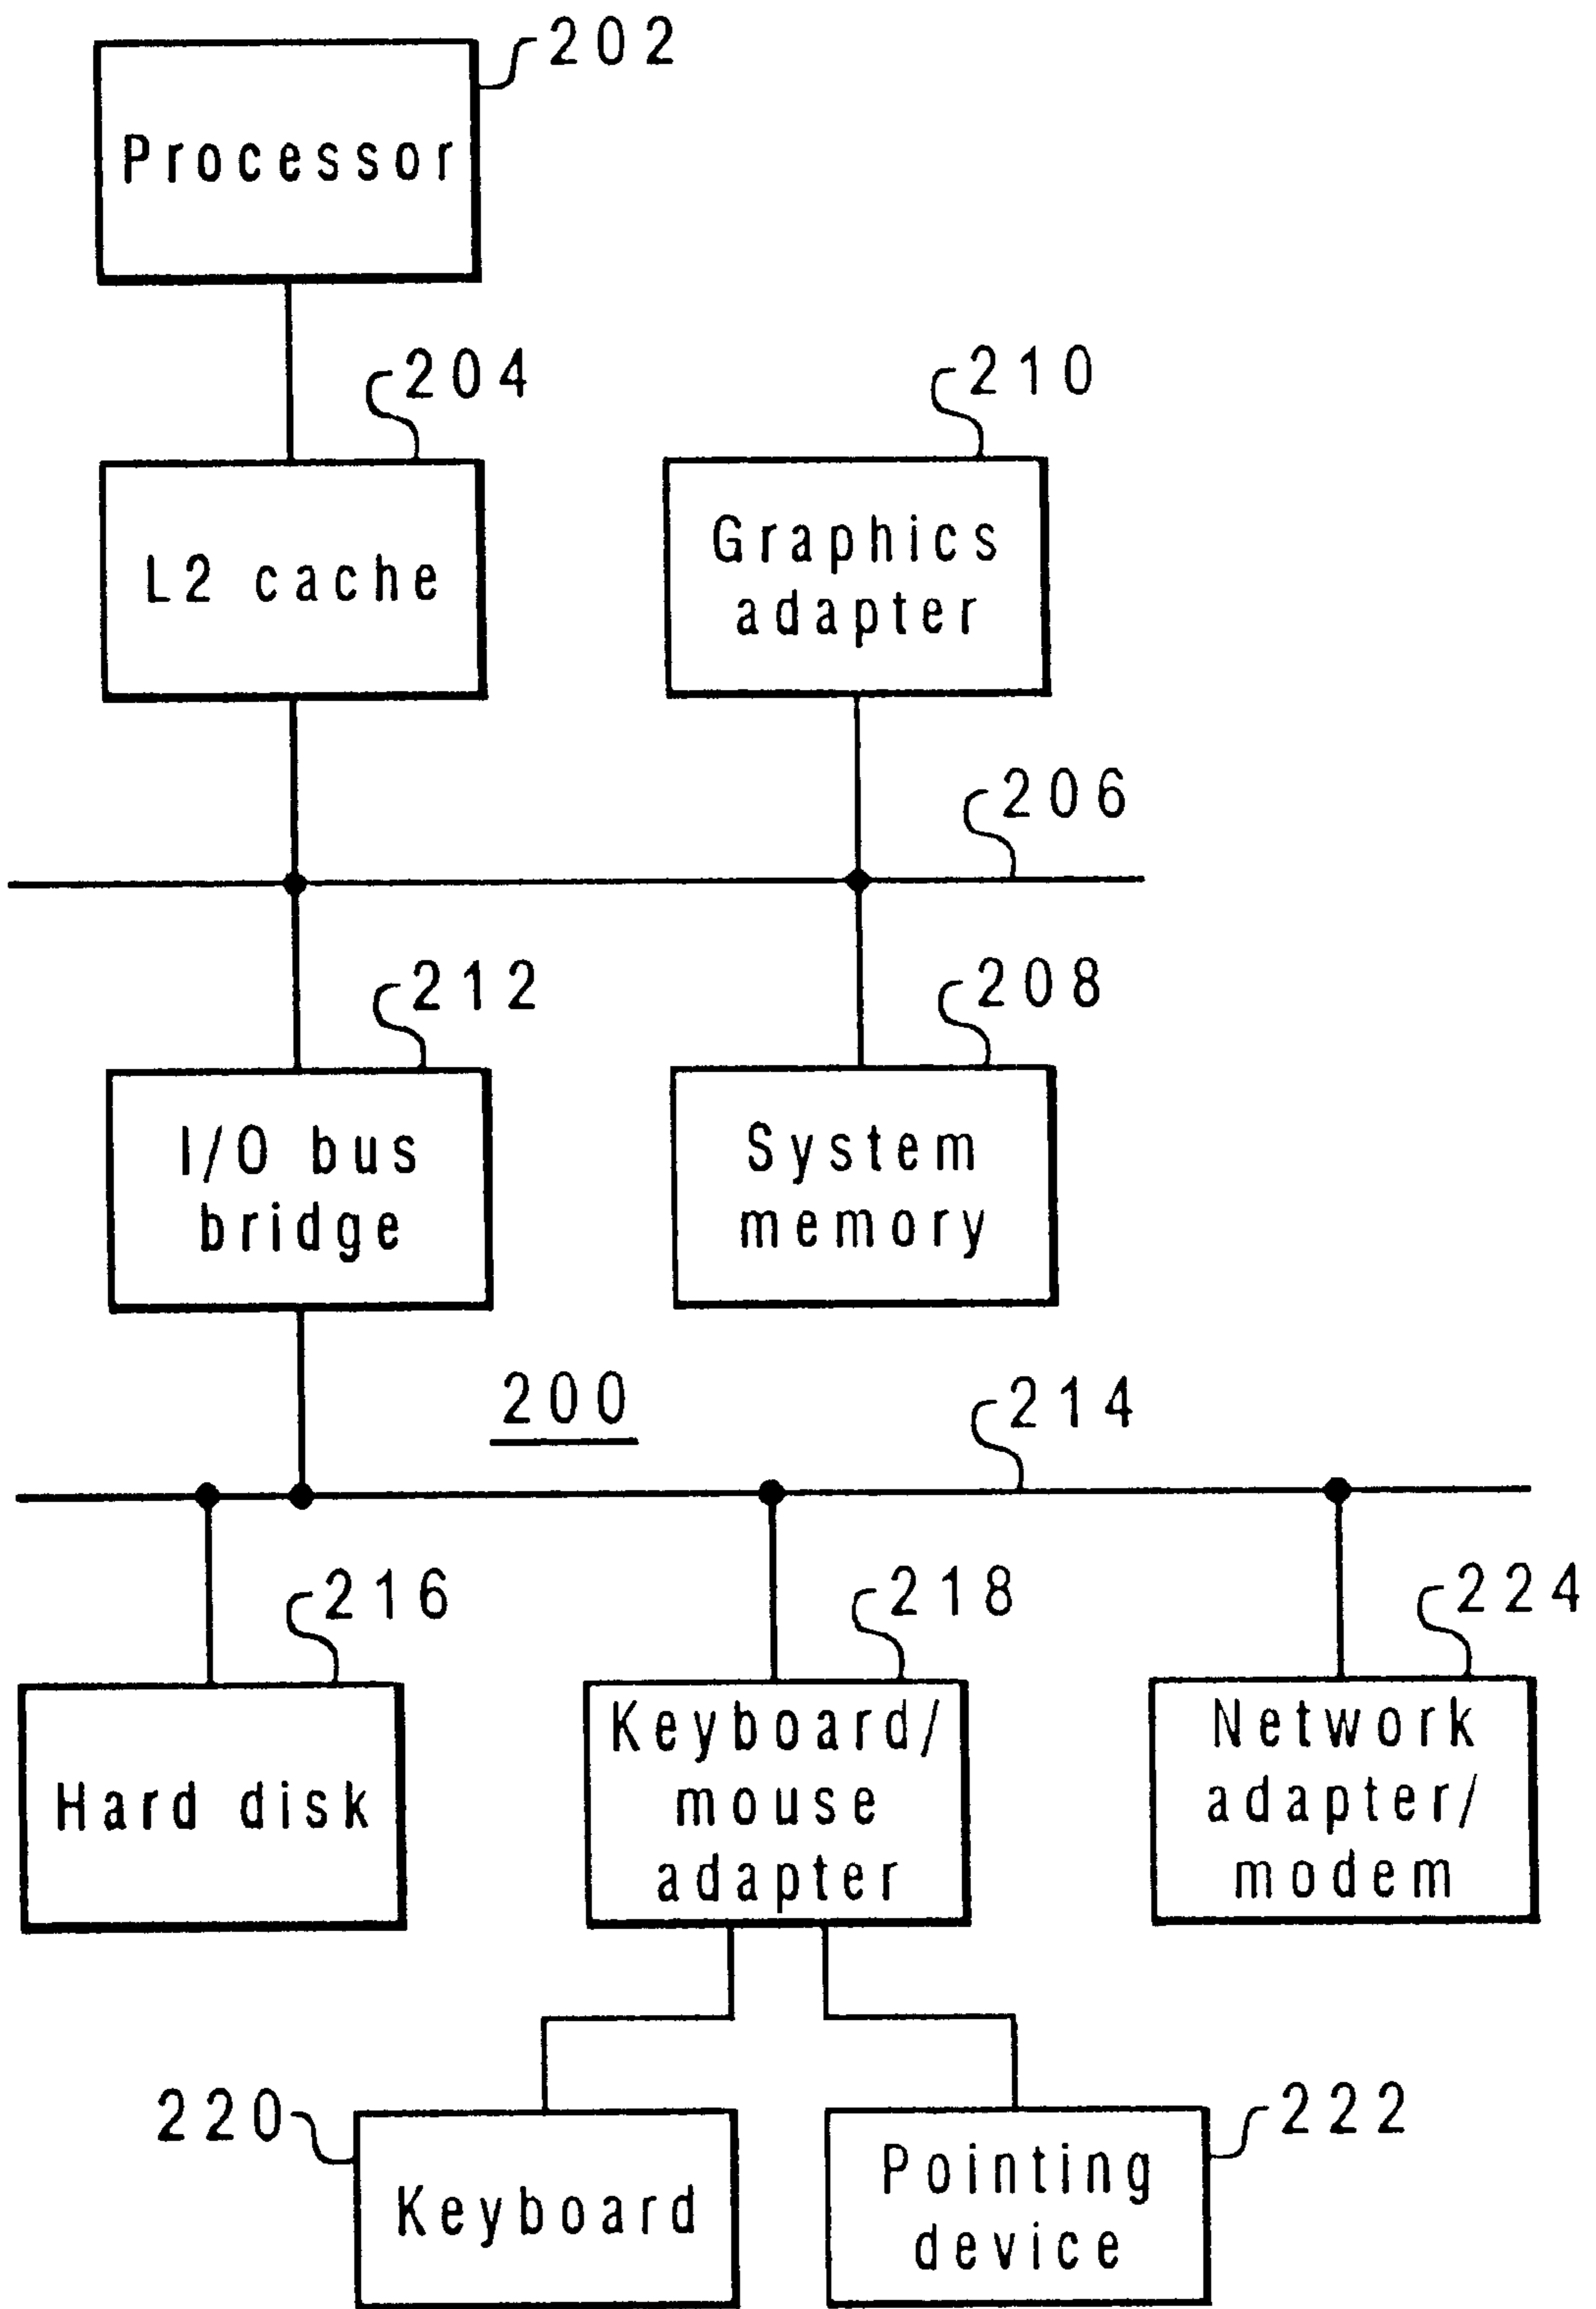 202
Processor
204
210
L2 cache
Graphics
adapter
206
212
208
I/O bus
bridge
System
memory
200
214
216
218
224
Hard disk
Keyboard/
mouse
adapter
Network
adapter/
modem
220
222
Keyboard
Pointing
device